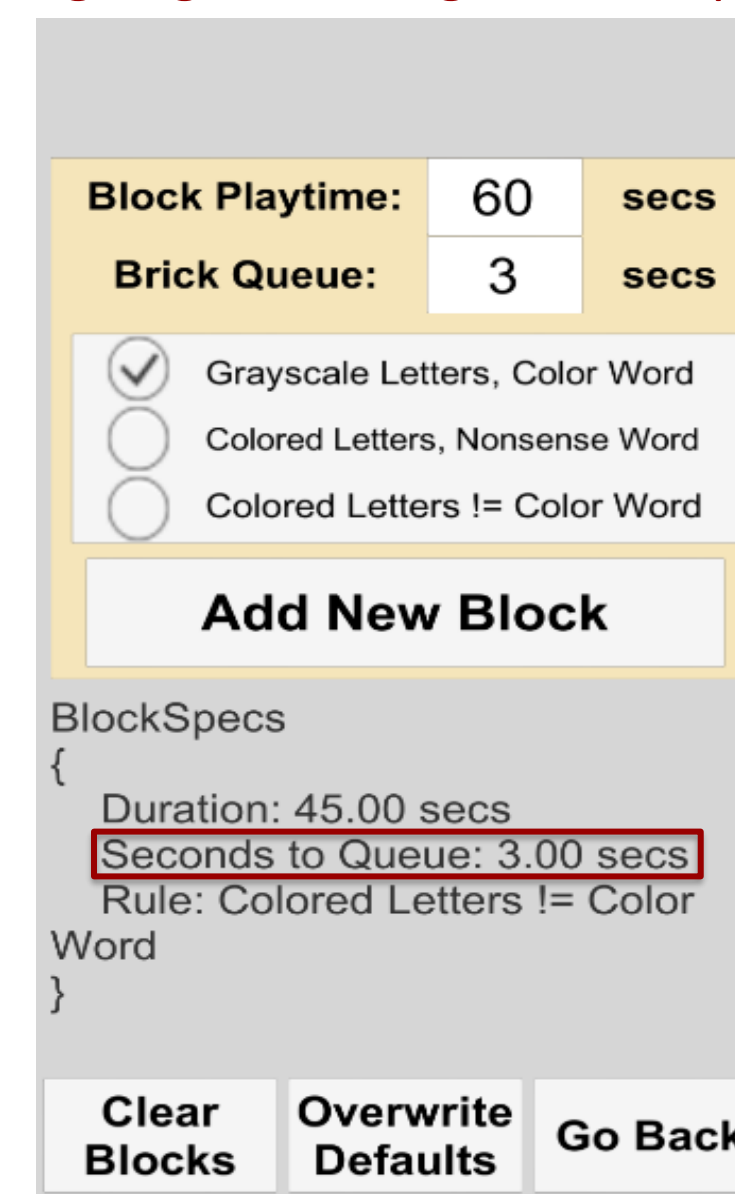 Block Playtime: 60 secs
Brick Queue: 3 secs
Grayscale Letters, Color Word
Colored Letters, Nonsense Word
Colored Letters != Color Word
Add New Block
BlockSpecs
{
Duration: 45.00 secs
Seconds to Queue: 3.00 secs
Rule: Colored Letters != Color
Word
}
Clear Overwrite Go Back
Blocks Defaults